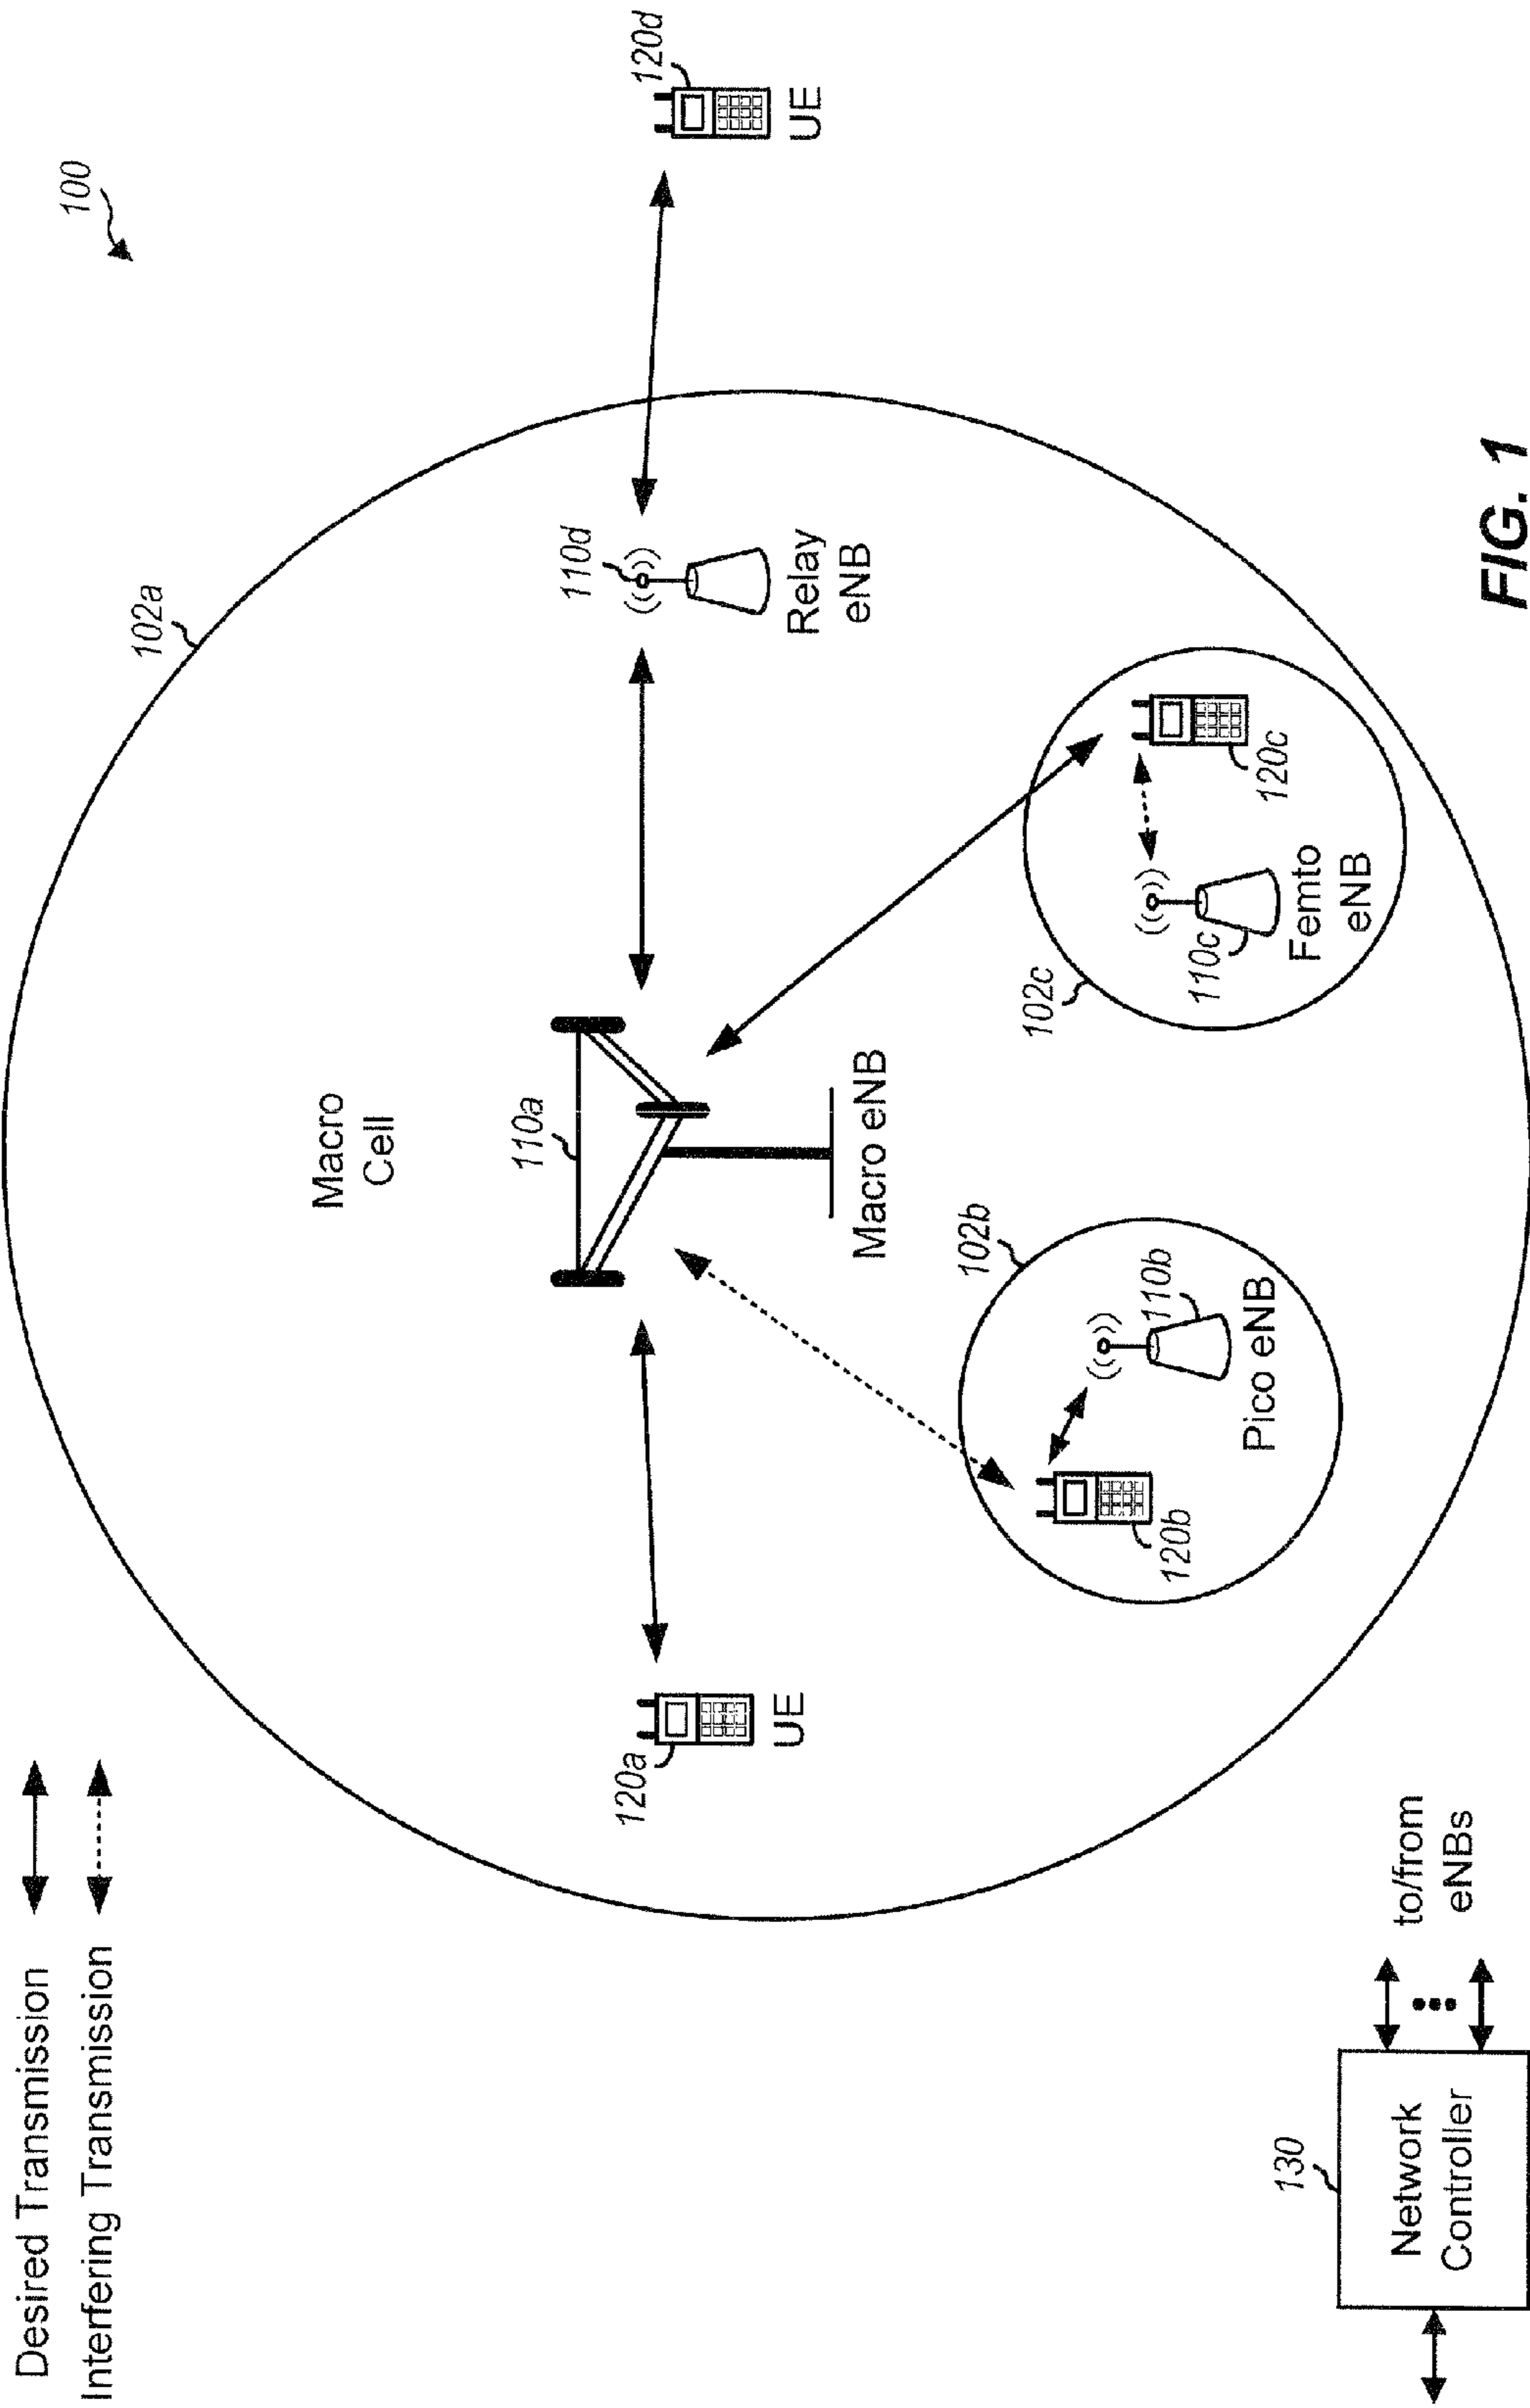 Desired Transmission
Interfering Transmission
100
102a
Macro
Cell
110a
110d
120d
120a
UE
Macro eNB
Relay
eNB
UE
102b
102c
120b
110b
Pico eNB
110c
Femto
eNB
120c
130
Network
Controller
to/from
eNBs
FIG. 1